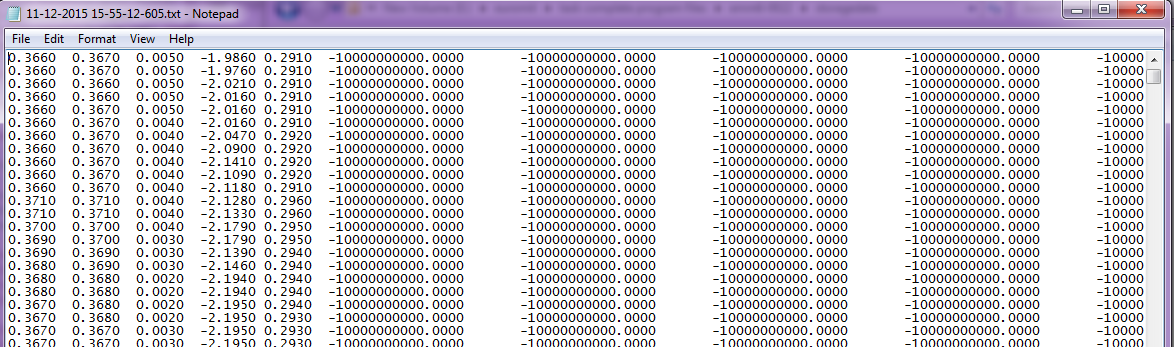 11-12-2015 15-55-12-605.txt - Notepad
File Edit Format View Help
0.3660 0.3670 0.0050 -1.9860 0.2910 -10000000000.0000 -10000000000.0000 -10000000000.0000 -10000000000.0000 -10000
0.3660 0.3670 0.0050 -1.9760 0.2910 -10000000000.0000 -10000000000.0000 -10000000000.0000 -10000000000.0000 -10000
0.3660 0.3660 0.0050 -2.0210 0.2910 -10000000000.0000 -10000000000.0000 -10000000000.0000 -10000000000.0000 -10000
0.3660 0.3660 0.0050 -2.0160 0.2910 -10000000000.0000 -10000000000.0000 -10000000000.0000 -10000000000.0000 -10000
0.3660 0.3670 0.0050 -2.0160 0.2910 -10000000000.0000 -10000000000.0000 -10000000000.0000 -10000000000.0000 -10000
0.3660 0.3670 0.0040 -2.0160 0.2910 -10000000000.0000 -10000000000.0000 -10000000000.0000 -10000000000.0000 -10000
0.3660 0.3670 0.0040 -2.0470 0.2920 -10000000000.0000 -10000000000.0000 -10000000000.0000 -10000000000.0000 -10000
0.3660 0.3670 0.0040 -2.0900 0.2920 -10000000000.0000 -10000000000.0000 -10000000000.0000 -10000000000.0000 -10000
0.3660 0.3670 0.0040 -2.1410 0.2920 -10000000000.0000 -10000000000.0000 -10000000000.0000 -10000000000.0000 -10000
0.3660 0.3670 0.0040 -2.1090 0.2920 -10000000000.0000 -10000000000.0000 -10000000000.0000 -10000000000.0000 -10000
0.3660 0.3670 0.0040 -2.1180 0.2910 -10000000000.0000 -10000000000.0000 -10000000000.0000 -10000000000.0000 -10000
0.3710 0.3710 0.0040 -2.1280 0.2960 -10000000000.0000 -10000000000.0000 -10000000000.0000 -10000000000.0000 -10000
0.3710 0.3710 0.0040 -2.1330 0.2960 -10000000000.0000 -10000000000.0000 -10000000000.0000 -10000000000.0000 -10000
0.3700 0.3700 0.0040 -2.1790 0.2950 -10000000000.0000 -10000000000.0000 -10000000000.0000 -10000000000.0000 -10000
0.3690 0.3700 0.0030 -2.1790 0.2950 -10000000000.0000 -10000000000.0000 -10000000000.0000 -10000000000.0000 -10000
0.3690 0.3690 0.0030 -2.1390 0.2940 -10000000000.0000 -10000000000.0000 -10000000000.0000 -10000000000.0000 -10000
0.3680 0.3690 0.0030 -2.1460 0.2940 -10000000000.0000 -10000000000.0000 -10000000000.0000 -10000000000.0000 -10000
0.3680 0.3680 0.0020 -2.1940 0.2940 -10000000000.0000 -10000000000.0000 -10000000000.0000 -10000000000.0000 -10000
0.3680 0.3680 0.0020 -2.1940 0.2940 -10000000000.0000 -10000000000.0000 -10000000000.0000 -10000000000.0000 -10000
0.3670 0.3680 0.0020 -2.1950 0.2930 -10000000000.0000 -10000000000.0000 -10000000000.0000 -10000000000.0000 -10000
0.3670 0.3670 0.0030 -2.1950 0.2930 -10000000000.0000 -10000000000.0000 -10000000000.0000 -10000000000.0000 -10000
0.3670 0.3670 0.0030 -2.1950 0.2930 -10000000000.0000 -10000000000.0000 -10000000000.0000 -10000000000.0000 -10000